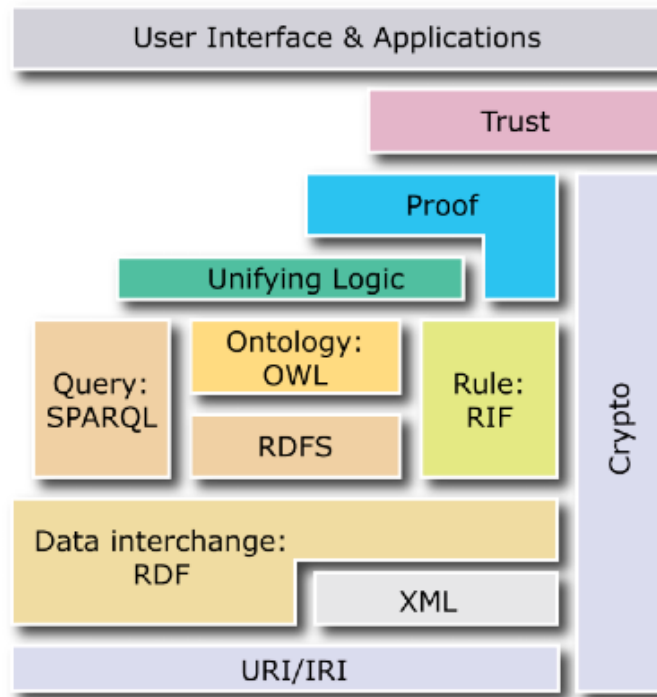 User Interface & Applications
Trust
Proof
Unifying Logic
Query:
SPARQL
Ontology:
OWL
RDFS
Rule:
RIF
Crypto
Data interchange:
RDF
XML
URI/IRI